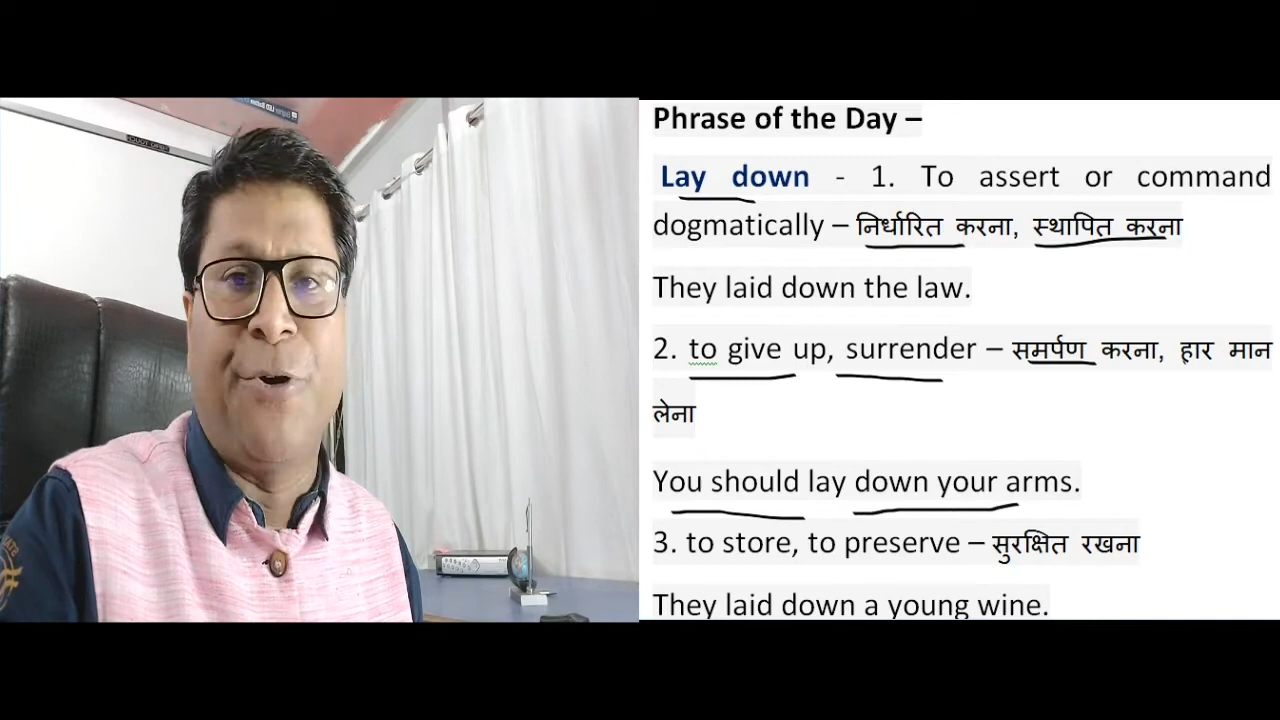 Phrase of the Day –
Lay down - 1. To assert or command
dogmatically – निर्धारित करना, स्थापित करना
They laid down the law.
2. to give up, surrender – समर्पण करना, हार मान
लेना
You should lay down your arms.
3. to store, to preserve – सुरक्षित रखना
They laid down a young wine.